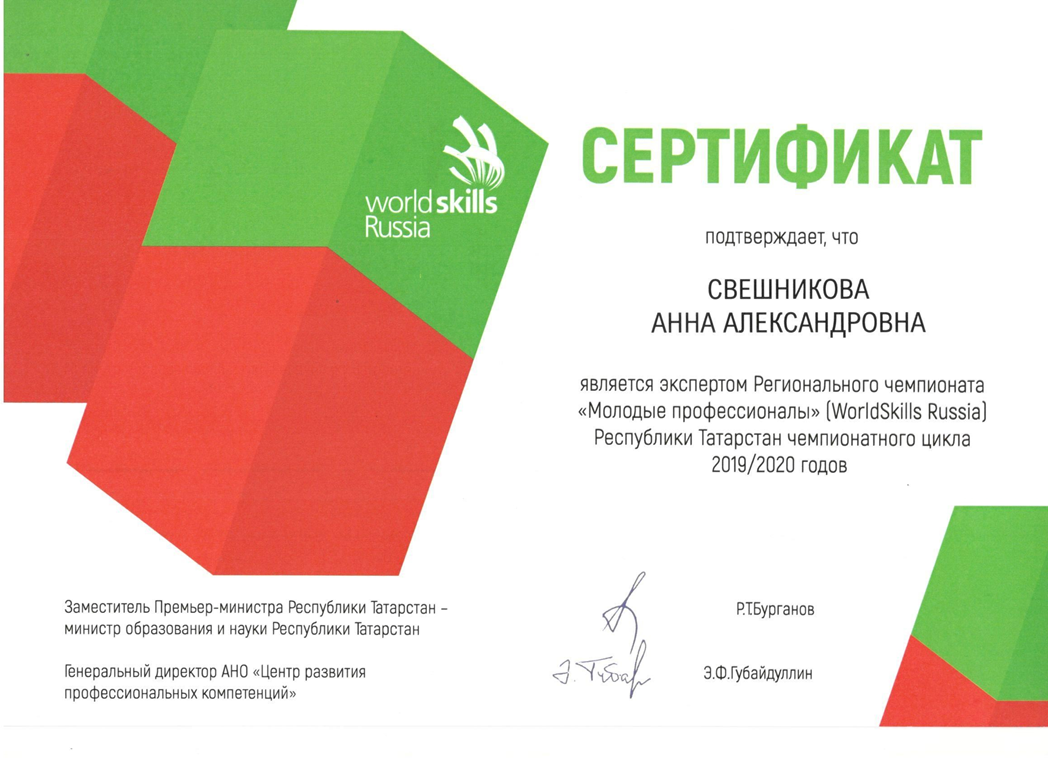 world skills
Russia
СЕРТИФИКАТ
подтверждает, что
СВЕШНИКОВА
АННА АЛЕКСАНДРОВНА
является экспертом Регионального чемпионата
«Молодые профессионалы» (WorldSkills Russia)
Республики Татарстан чемпионатного цикла
2019/2020 годов
Заместитель Премьер-министра Республики Татарстан –
министр образования и науки Республики Татарстан
Р.Т.Бурганов
Генеральный директор АНО «Центр развития
профессиональных компетенций»
Э.Ф.Губайдуллин